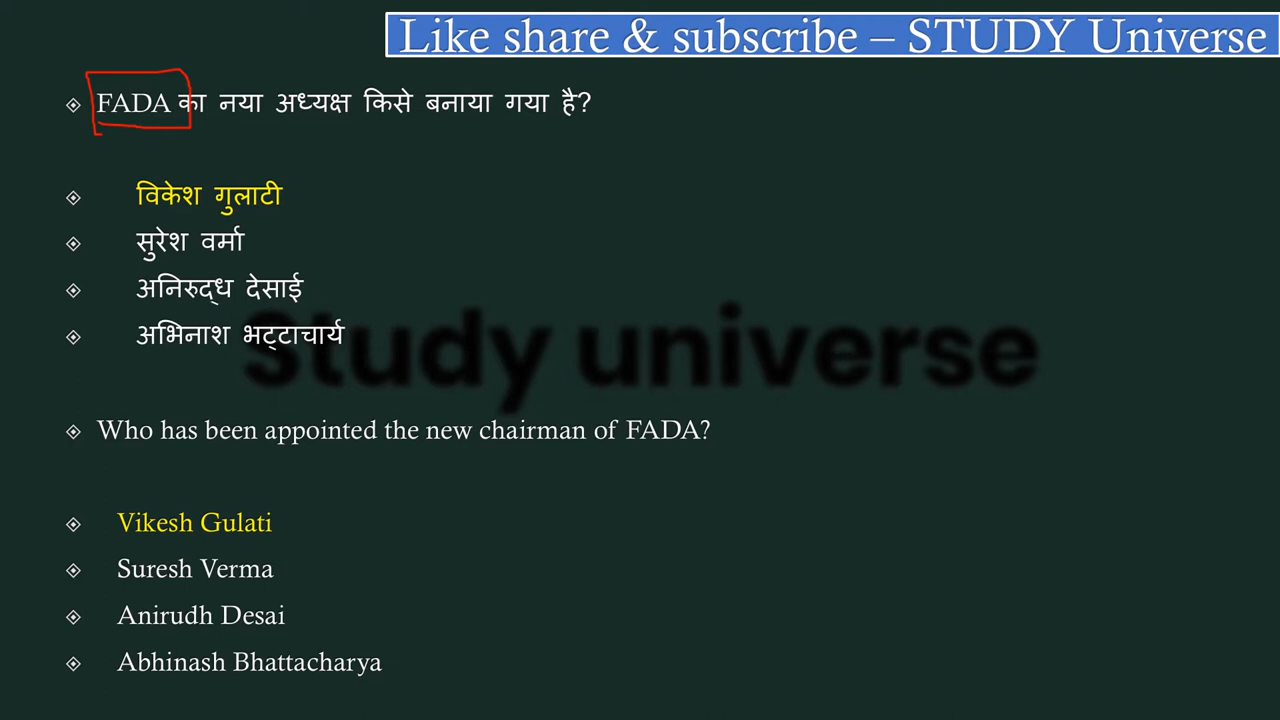 Like share & subscribe – STUDY Universe
FADA का नया अध्यक्ष किसे बनाया गया है?
विकेश गुलाटी
सुरेश वर्मा
अनिरुद्ध देसाई
अभिनाश भट्टाचार्य
Study universe
Who has been appointed the new chairman of FADA?
Vikesh Gulati
Suresh Verma
Anirudh Desai
Abhinash Bhattacharya